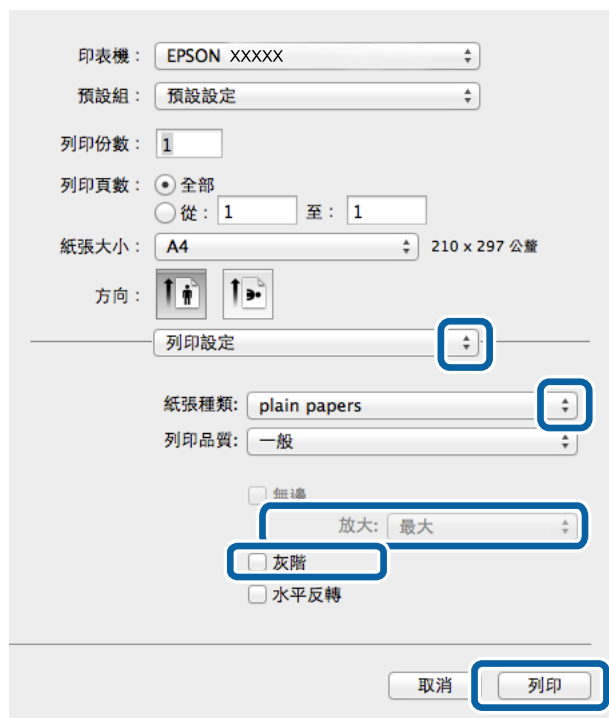 印表機： EPSON XXXXX
預設組： 預設設定
列印份數： 1
列印頁數： 全部
從： 1 至： 1
紙張大小： A4 210 x 297 公釐
方向：
列印設定
紙張種類: plain papers
列印品質: 一般
無邊
放大: 最大
灰階
水平反轉
取消 列印